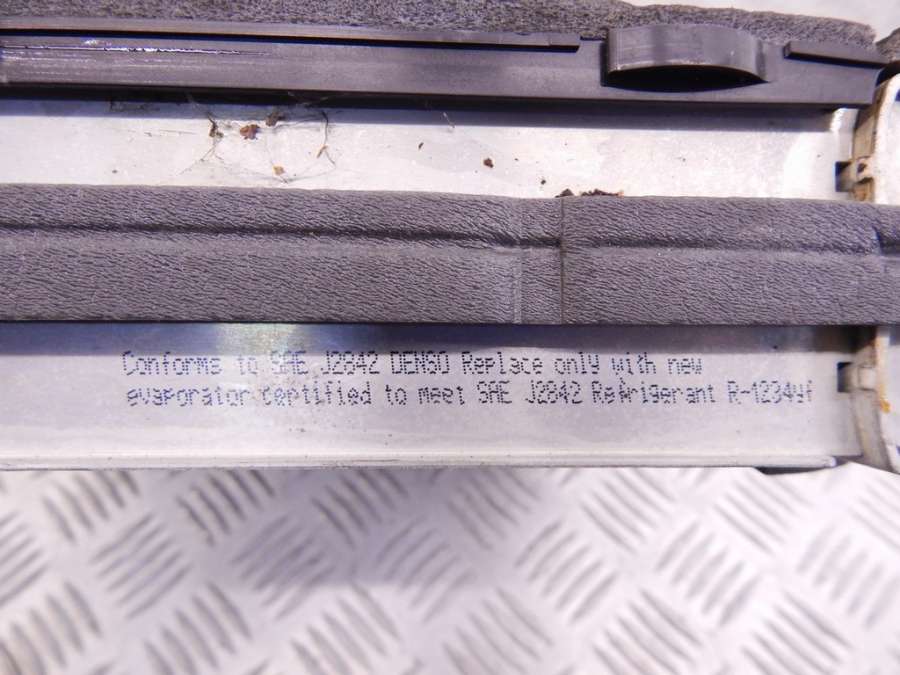 Conforms to SAE J2842 DENSO Replace only with new
evaporator certified to meet SAE J2842 Refrigerant R-1234yf